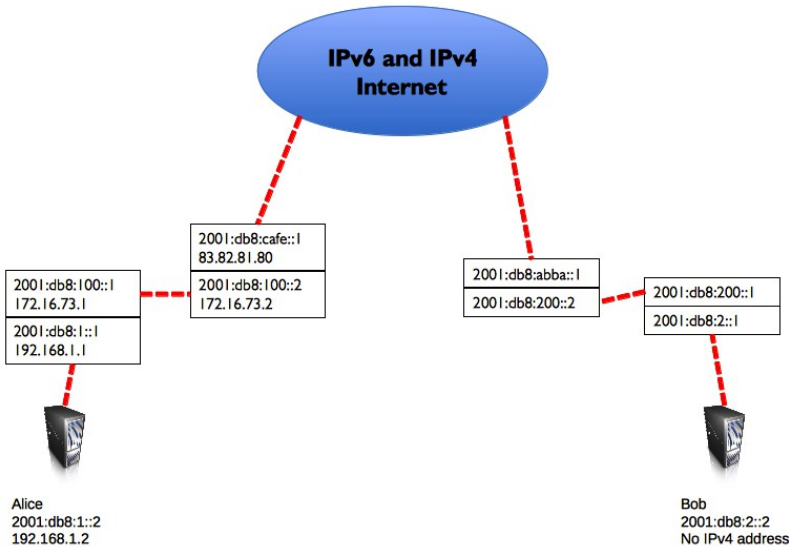 IPv6 and IPv4
Internet
2001:db8:cafe::1
83.82.81.80
2001:db8:100::2
172.16.73.2
2001:db8:100::1
172.16.73.1
2001:db8:1::1
192.168.1.1
2001:db8:abba::1
2001:db8:200::2
2001:db8:200::1
2001:db8:2::1
Alice
2001:db8:1::2
192.168.1.2
Bob
2001:db8:2::2
No IPv4 address